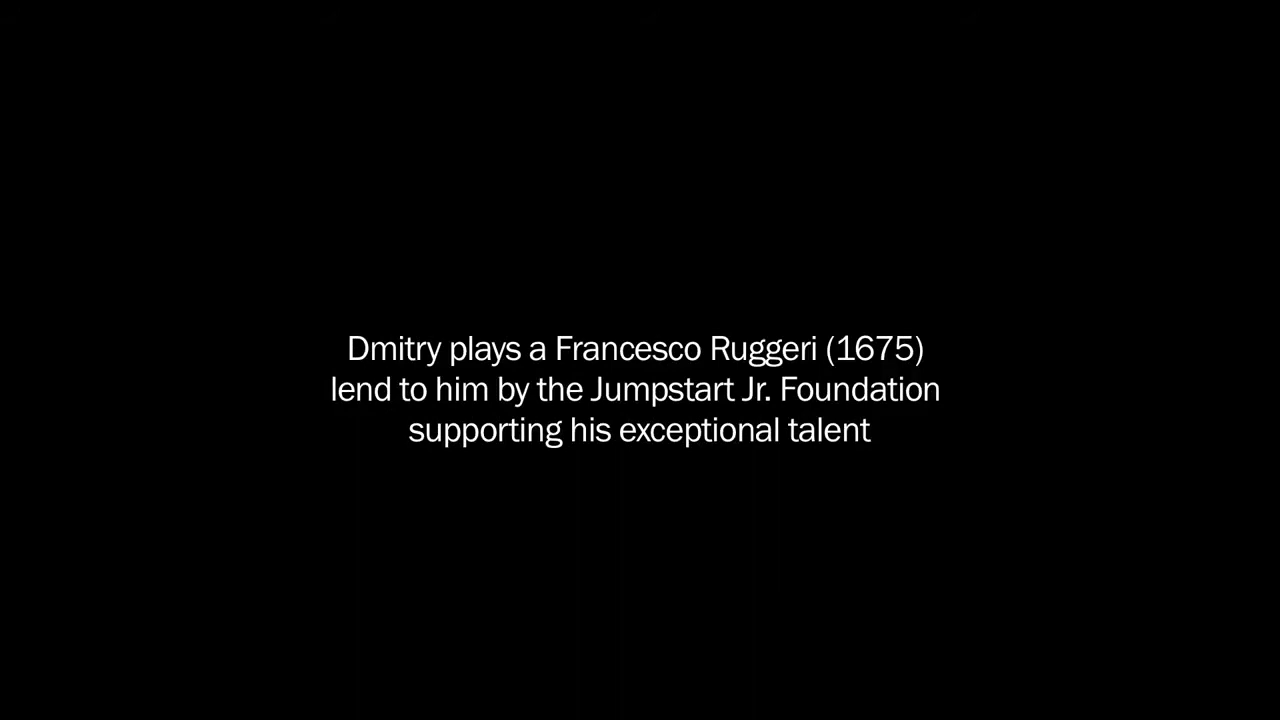 Dmitry plays a Francesco Ruggeri (1675)
lend to him by the Jumpstart Jr. Foundation
supporting his exceptional talent